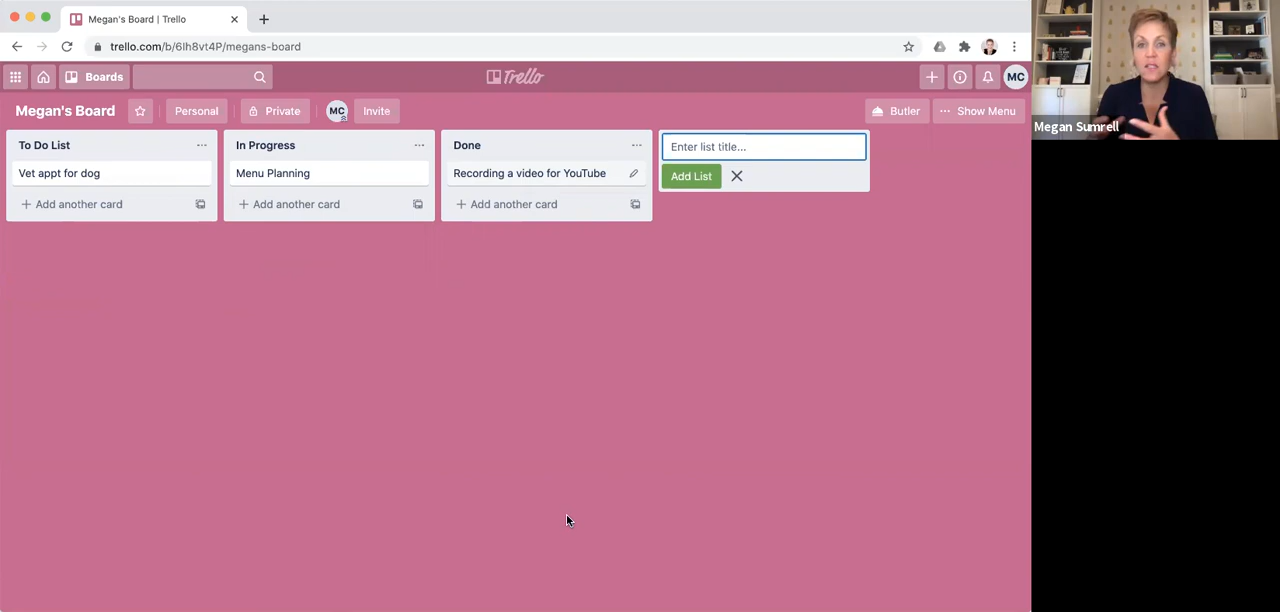 Megan's Board | Trello
trello.com/b/6lh8vt4P/megans-board
Boards
Trello
MC
Megan's Board
Personal
Private
MC
Invite
Butler
Show Menu
To Do List
Vet appt for dog
Add another card
In Progress
Menu Planning
Add another card
Done
Recording a video for YouTube
Add another card
Enter list title...
Add List
Megan Sumrell